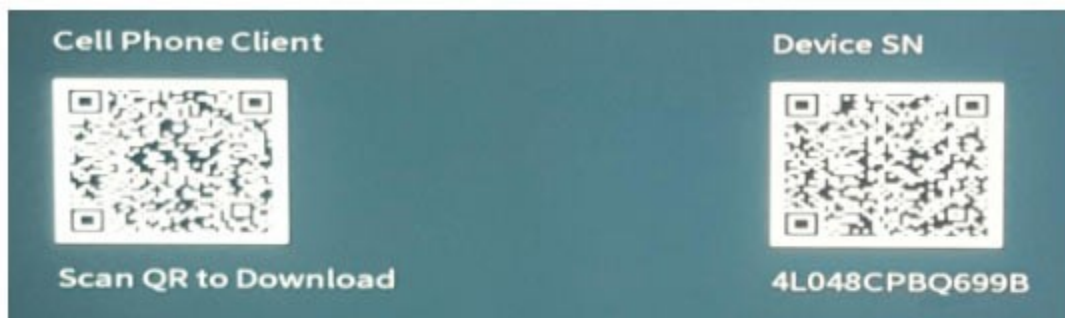 Cell Phone Client
Device SN
Scan QR to Download
4L048CPBQ699B